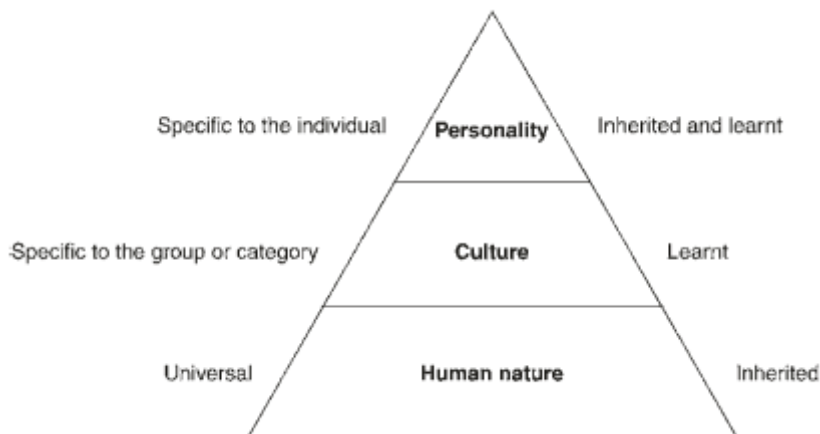 Specific to the individual Personality Inherited and learnt
Specific to the group or category Culture Learnt
Universal Human nature Inherited